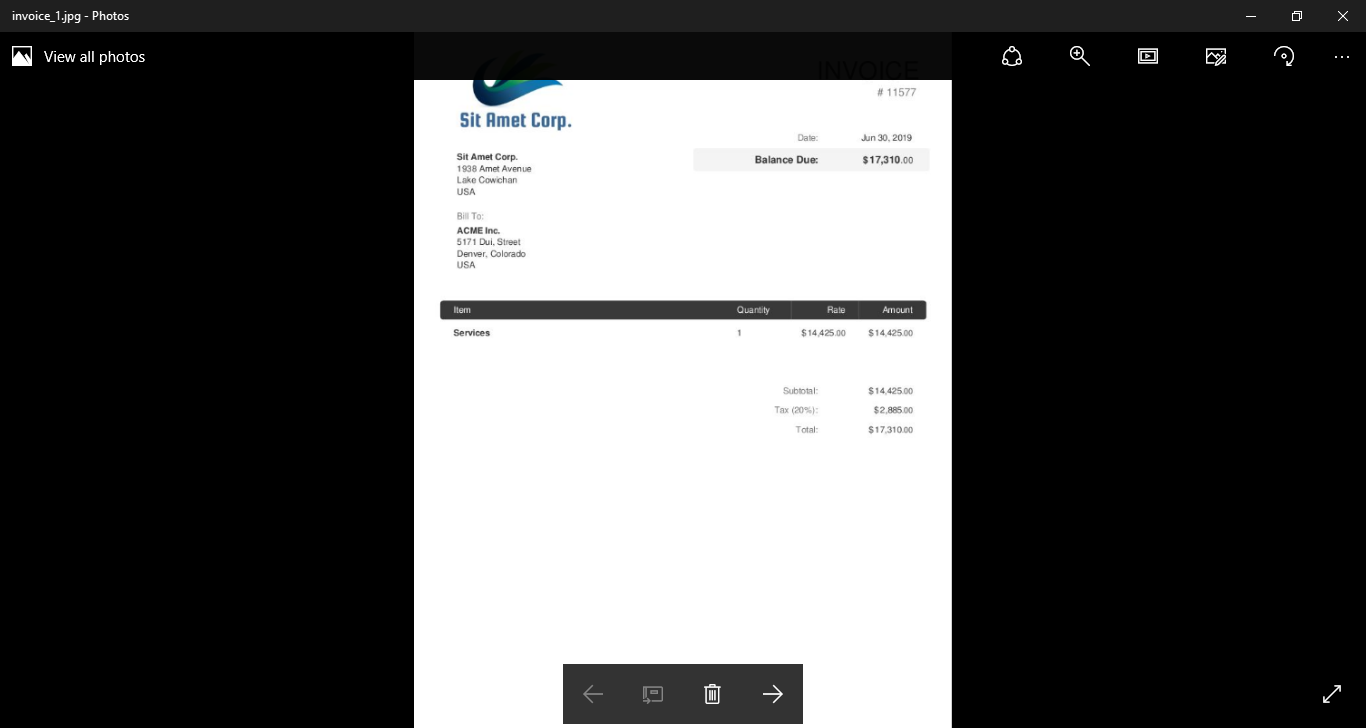 invoice_1.jpg - Photos
View all photos
INVOICE
# 11577
Sit Amet Corp.
Date: Jun 30, 2019
Balance Due: $17,310.00
Sit Amet Corp.
1938 Amet Avenue
Lake Cowichan
USA
Bill To:
ACME Inc.
5171 Dui, Street
Denver, Colorado
USA
Item Quantity Rate Amount
Services 1 $14,425.00 $14,425.00
Subtotal: $14,425.00
Tax (20%): $2,885.00
Total: $17,310.00